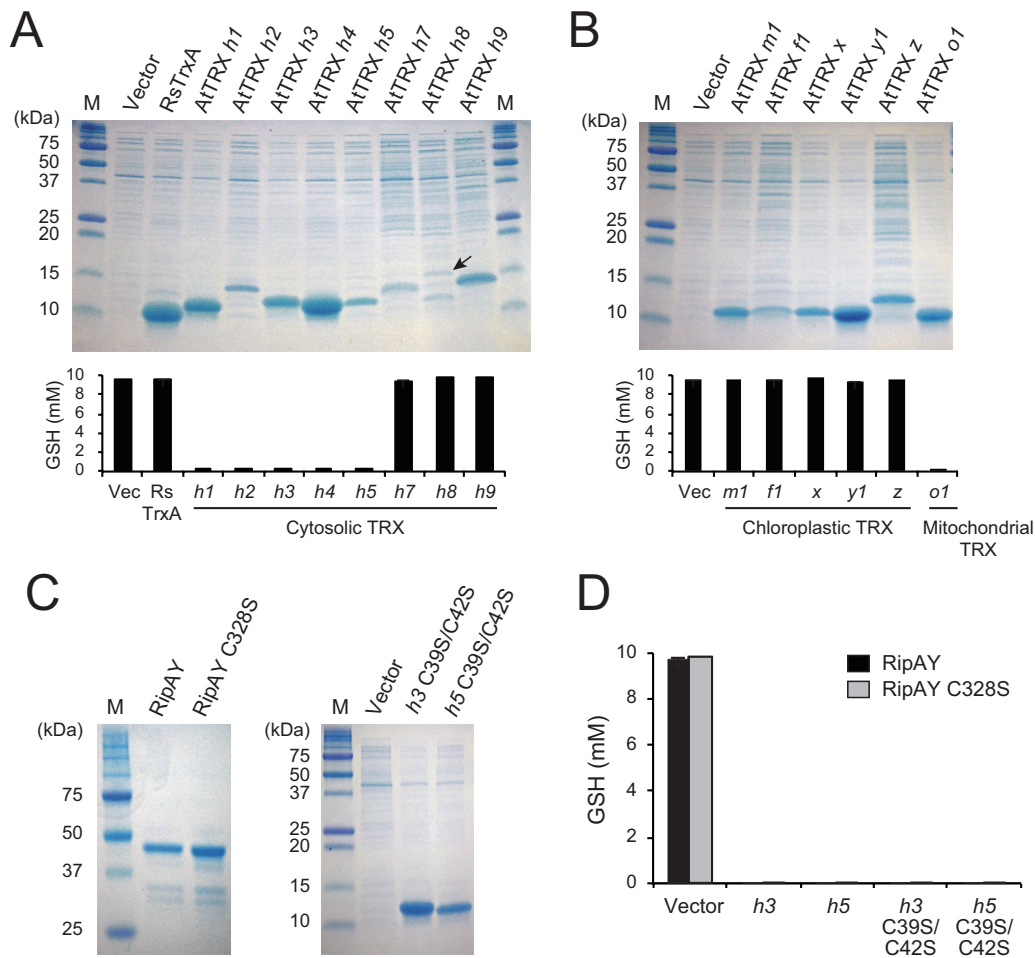 A
M
Vector
RsTrxA
AtTRX h1
AtTRX h2
AtTRX h3
AtTRX h4
AtTRX h5
AtTRX h7
AtTRX h8
AtTRX h9
M
(kDa)
75
50
37
25
20
15
10
GSH (mM)
10
8
6
4
2
0
Vec
Rs
TrxA
h1
h2
h3
h4
h5
h7
h8
h9
Cytosolic TRX
B
M
Vector
AtTRX m1
AtTRX f1
AtTRX x
AtTRX y1
AtTRX z
AtTRX o1
(kDa)
75
50
37
25
20
15
10
GSH (mM)
10
8
6
4
2
0
Vec
m1
f1
x
y1
z
o1
Chloroplastic TRX
Mitochondrial
TRX
C
M
RipAY
RipAY C328S
(kDa)
75
50
37
25
M
Vector
h3 C39S/C42S
h5 C39S/C42S
(kDa)
75
50
37
25
20
15
10
D
RipAY
RipAY C328S
GSH (mM)
10
8
6
4
2
0
Vector
h3
h5
h3
C39S/
C42S
h5
C39S/
C42S